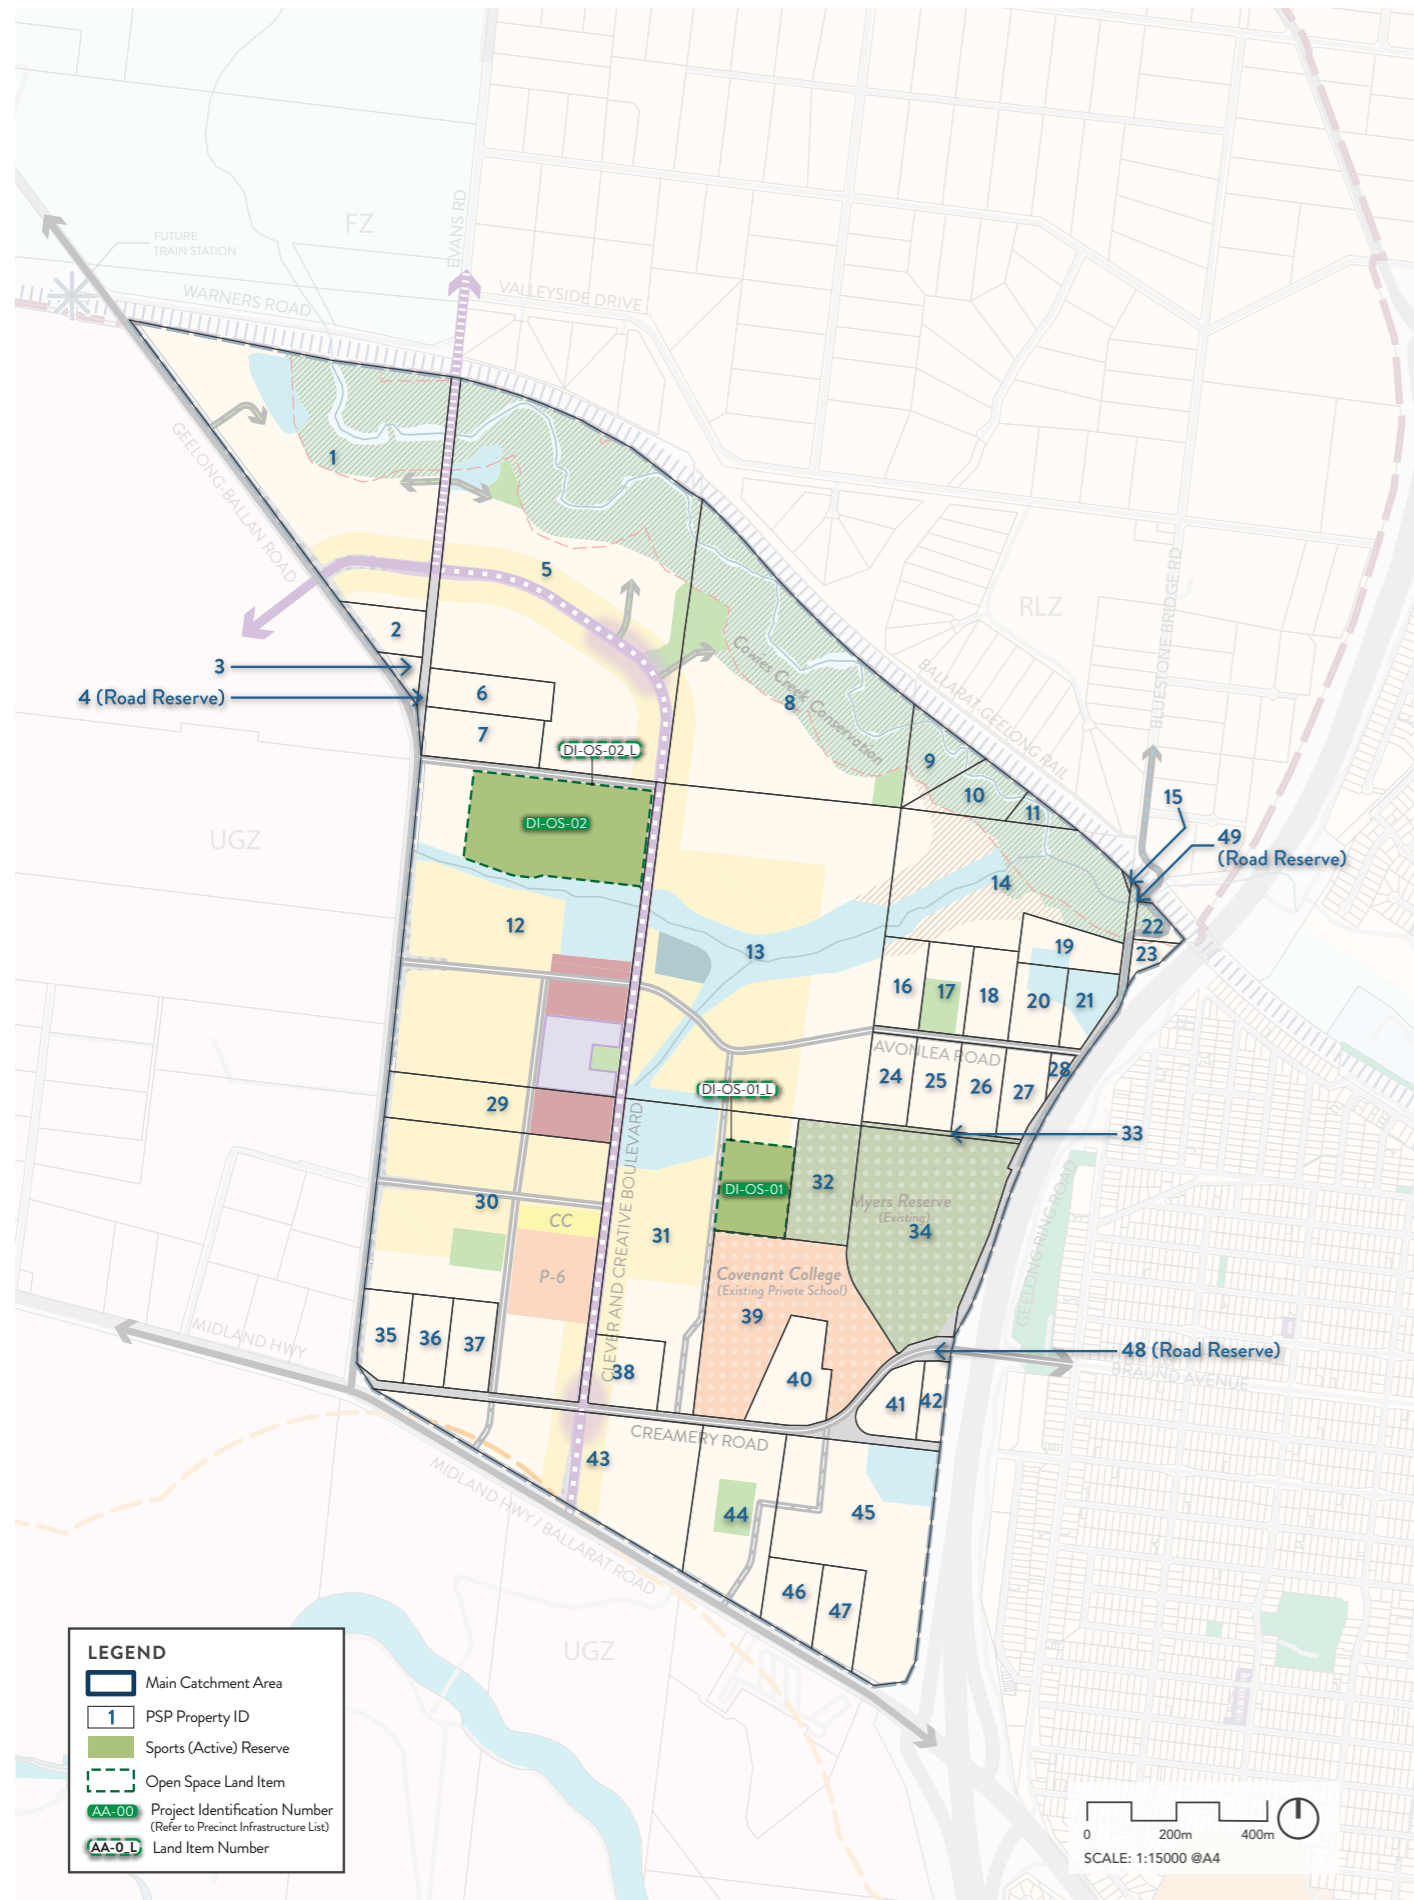 FZ
FUTURE
TRAIN STATION
EVANS RD
WARNERS ROAD
VALLEYSIDE DRIVE
GEELONG-BALLAN ROAD
1
5
2
3
4 (Road Reserve)
6
7
8
Cowies Creek Conservation
RLZ
BLUESTONE BRIDGE RD
BALLARAT-GEELONG RAIL
DI-OS-02_L
DI-OS-02
UGZ
9
10
11
15
49
(Road Reserve)
14
12
13
19
22
23
16
17
18
20
21
AVONLEA ROAD
24
25
26
27
28
29
DI-OS-01_L
33
DI-OS-01
32
Myers Reserve
(Existing)
34
30
CC
31
P-6
CLEVER AND CREATIVE BOULEVARD
Covenant College
(Existing Private School)
39
GEELONG RING ROAD
MIDLAND HWY
35
36
37
38
40
41
42
48 (Road Reserve)
BRAUND AVENUE
CREAMERY ROAD
43
44
45
MIDLAND HWY / BALLARAT ROAD
46
47
UGZ
LEGEND
Main Catchment Area
1 PSP Property ID
Sports (Active) Reserve
Open Space Land Item
AA-00 Project Identification Number
(Refer to Precinct Infrastructure List)
AA-0_L Land Item Number
0 200m 400m
SCALE: 1:15000 @A4